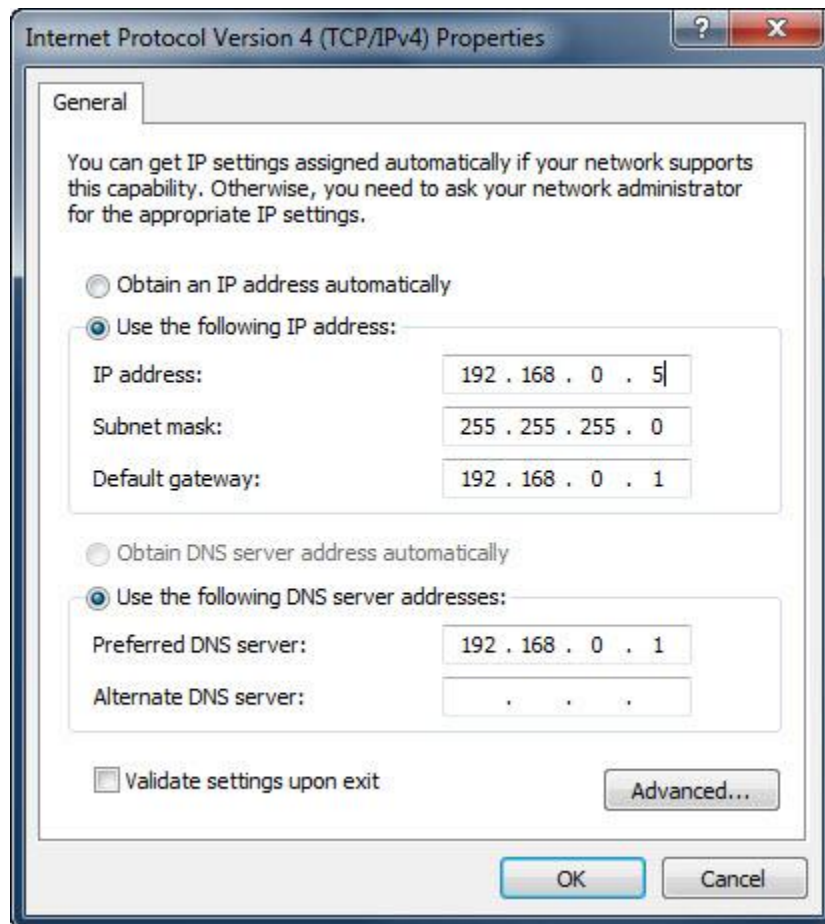 Internet Protocol Version 4 (TCP/IPv4) Properties
?
General
You can get IP settings assigned automatically if your network supports
this capability. Otherwise, you need to ask your network administrator
for the appropriate IP settings.
Obtain an IP address automatically
Use the following IP address:
IP address: 192 . 168 . 0 . 5
Subnet mask: 255 . 255 . 255 . 0
Default gateway: 192 . 168 . 0 . 1
Obtain DNS server address automatically
Use the following DNS server addresses:
Preferred DNS server: 192 . 168 . 0 . 1
Alternate DNS server: . . .
Validate settings upon exit
Advanced...
OK Cancel